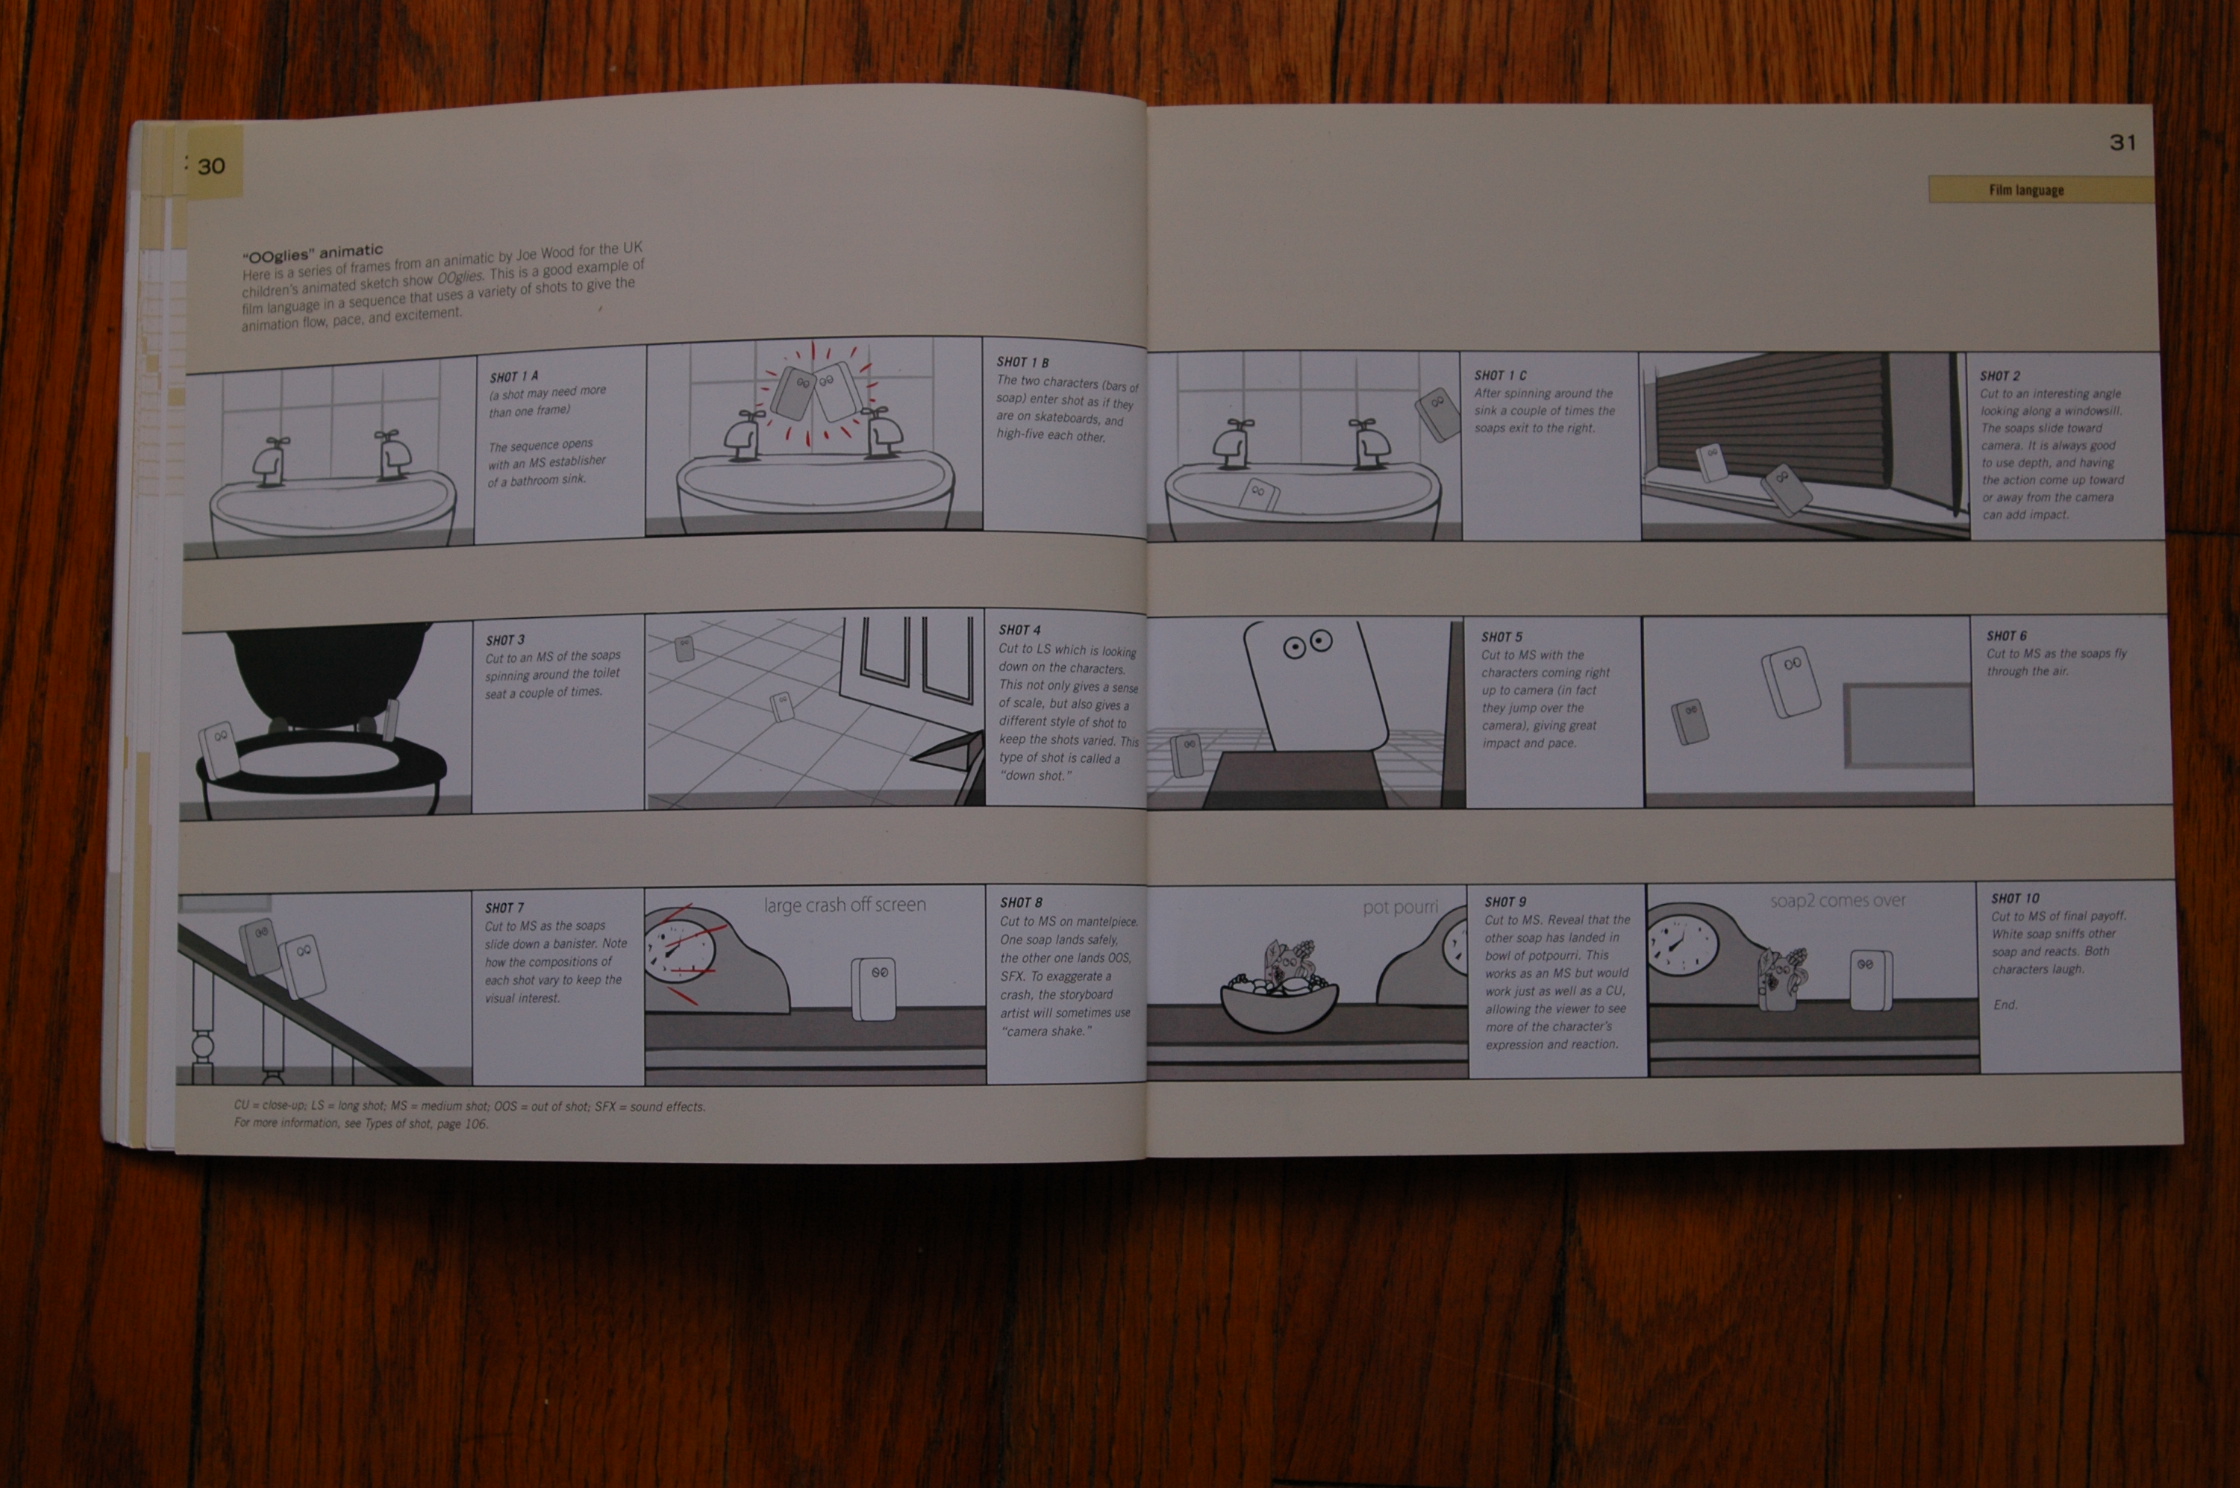 : 30
"OOglies" animatic
Here is a series of frames from an animatic by Joe Wood for the UK
children's animated sketch show OOglies. This is a good example of
film language in a sequence that uses a variety of shots to give the
animation flow, pace, and excitement.
31
Film language
SHOT 1 A
(a shot may need more
than one frame)
The sequence opens
with an MS establisher
of a bathroom sink.
SHOT 1 B
The two characters (bars of
soap) enter shot as if they
are on skateboards, and
high-five each other.
SHOT 1 C
After spinning around the
sink a couple of times the
soaps exit to the right.
SHOT 2
Cut to an interesting angle
looking along a windowsill.
The soaps slide toward
camera. It is always good
to use depth, and having
the action come up toward
or away from the camera
can add impact.
SHOT 3
Cut to an MS of the soaps
spinning around the toilet
seat a couple of times.
SHOT 4
Cut to LS which is looking
down on the characters.
This not only gives a sense
of scale, but also gives a
different style of shot to
keep the shots varied. This
type of shot is called a
"down shot."
SHOT 5
Cut to MS with the
characters coming right
up to camera (in fact
they jump over the
camera), giving great
impact and pace.
SHOT 6
Cut to MS as the soaps fly
through the air.
SHOT 7
Cut to MS as the soaps
slide down a banister. Note
how the compositions of
each shot vary to keep the
visual interest.
large crash off screen
SHOT 8
Cut to MS on mantelpiece.
One soap lands safely,
the other one lands OOS,
SFX. To exaggerate a
crash, the storyboard
artist will sometimes use
"camera shake."
pot pourri
SHOT 9
Cut to MS. Reveal that the
other soap has landed in
bowl of potpourri. This
works as an MS but would
work just as well as a CU,
allowing the viewer to see
more of the character's
expression and reaction.
soap2 comes over
SHOT 10
Cut to MS of final payoff.
White soap sniffs other
soap and reacts. Both
characters laugh.
End.
CU = close-up; LS = long shot; MS = medium shot; OOS = out of shot; SFX = sound effects.
For more information, see Types of shot, page 106.